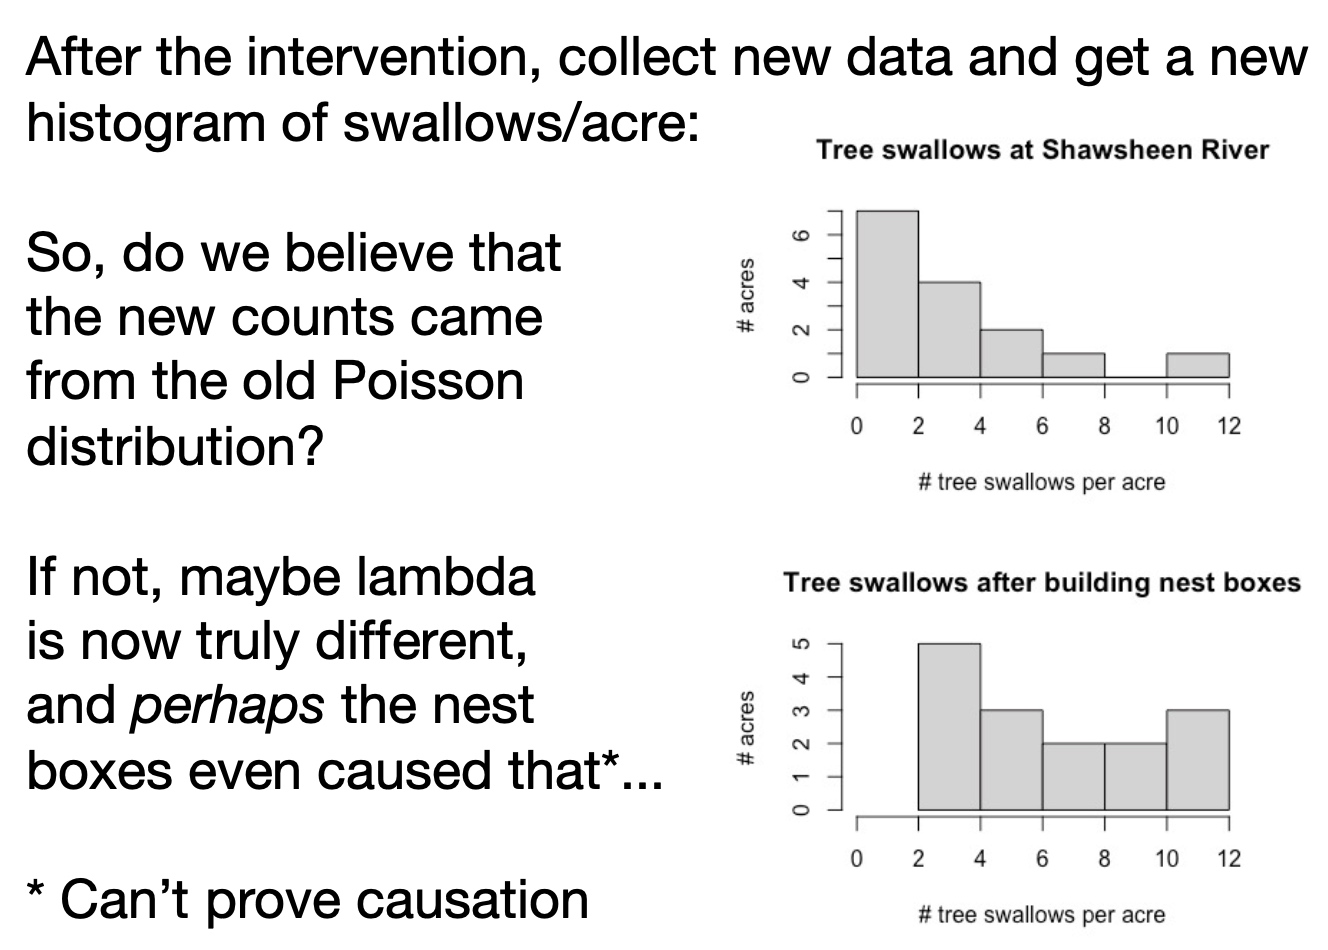 After the intervention, collect new data and get a new
histogram of swallows/acre:
So, do we believe that
the new counts came
from the old Poisson
distribution?
If not, maybe lambda
is now truly different,
and perhaps the nest
boxes even caused that*...
* Can’t prove causation
Tree swallows at Shawsheen River
# acres
6
4
2
0
0 2 4 6 8 10 12
# tree swallows per acre
Tree swallows after building nest boxes
# acres
5
4
3
2
1
0
0 2 4 6 8 10 12
# tree swallows per acre